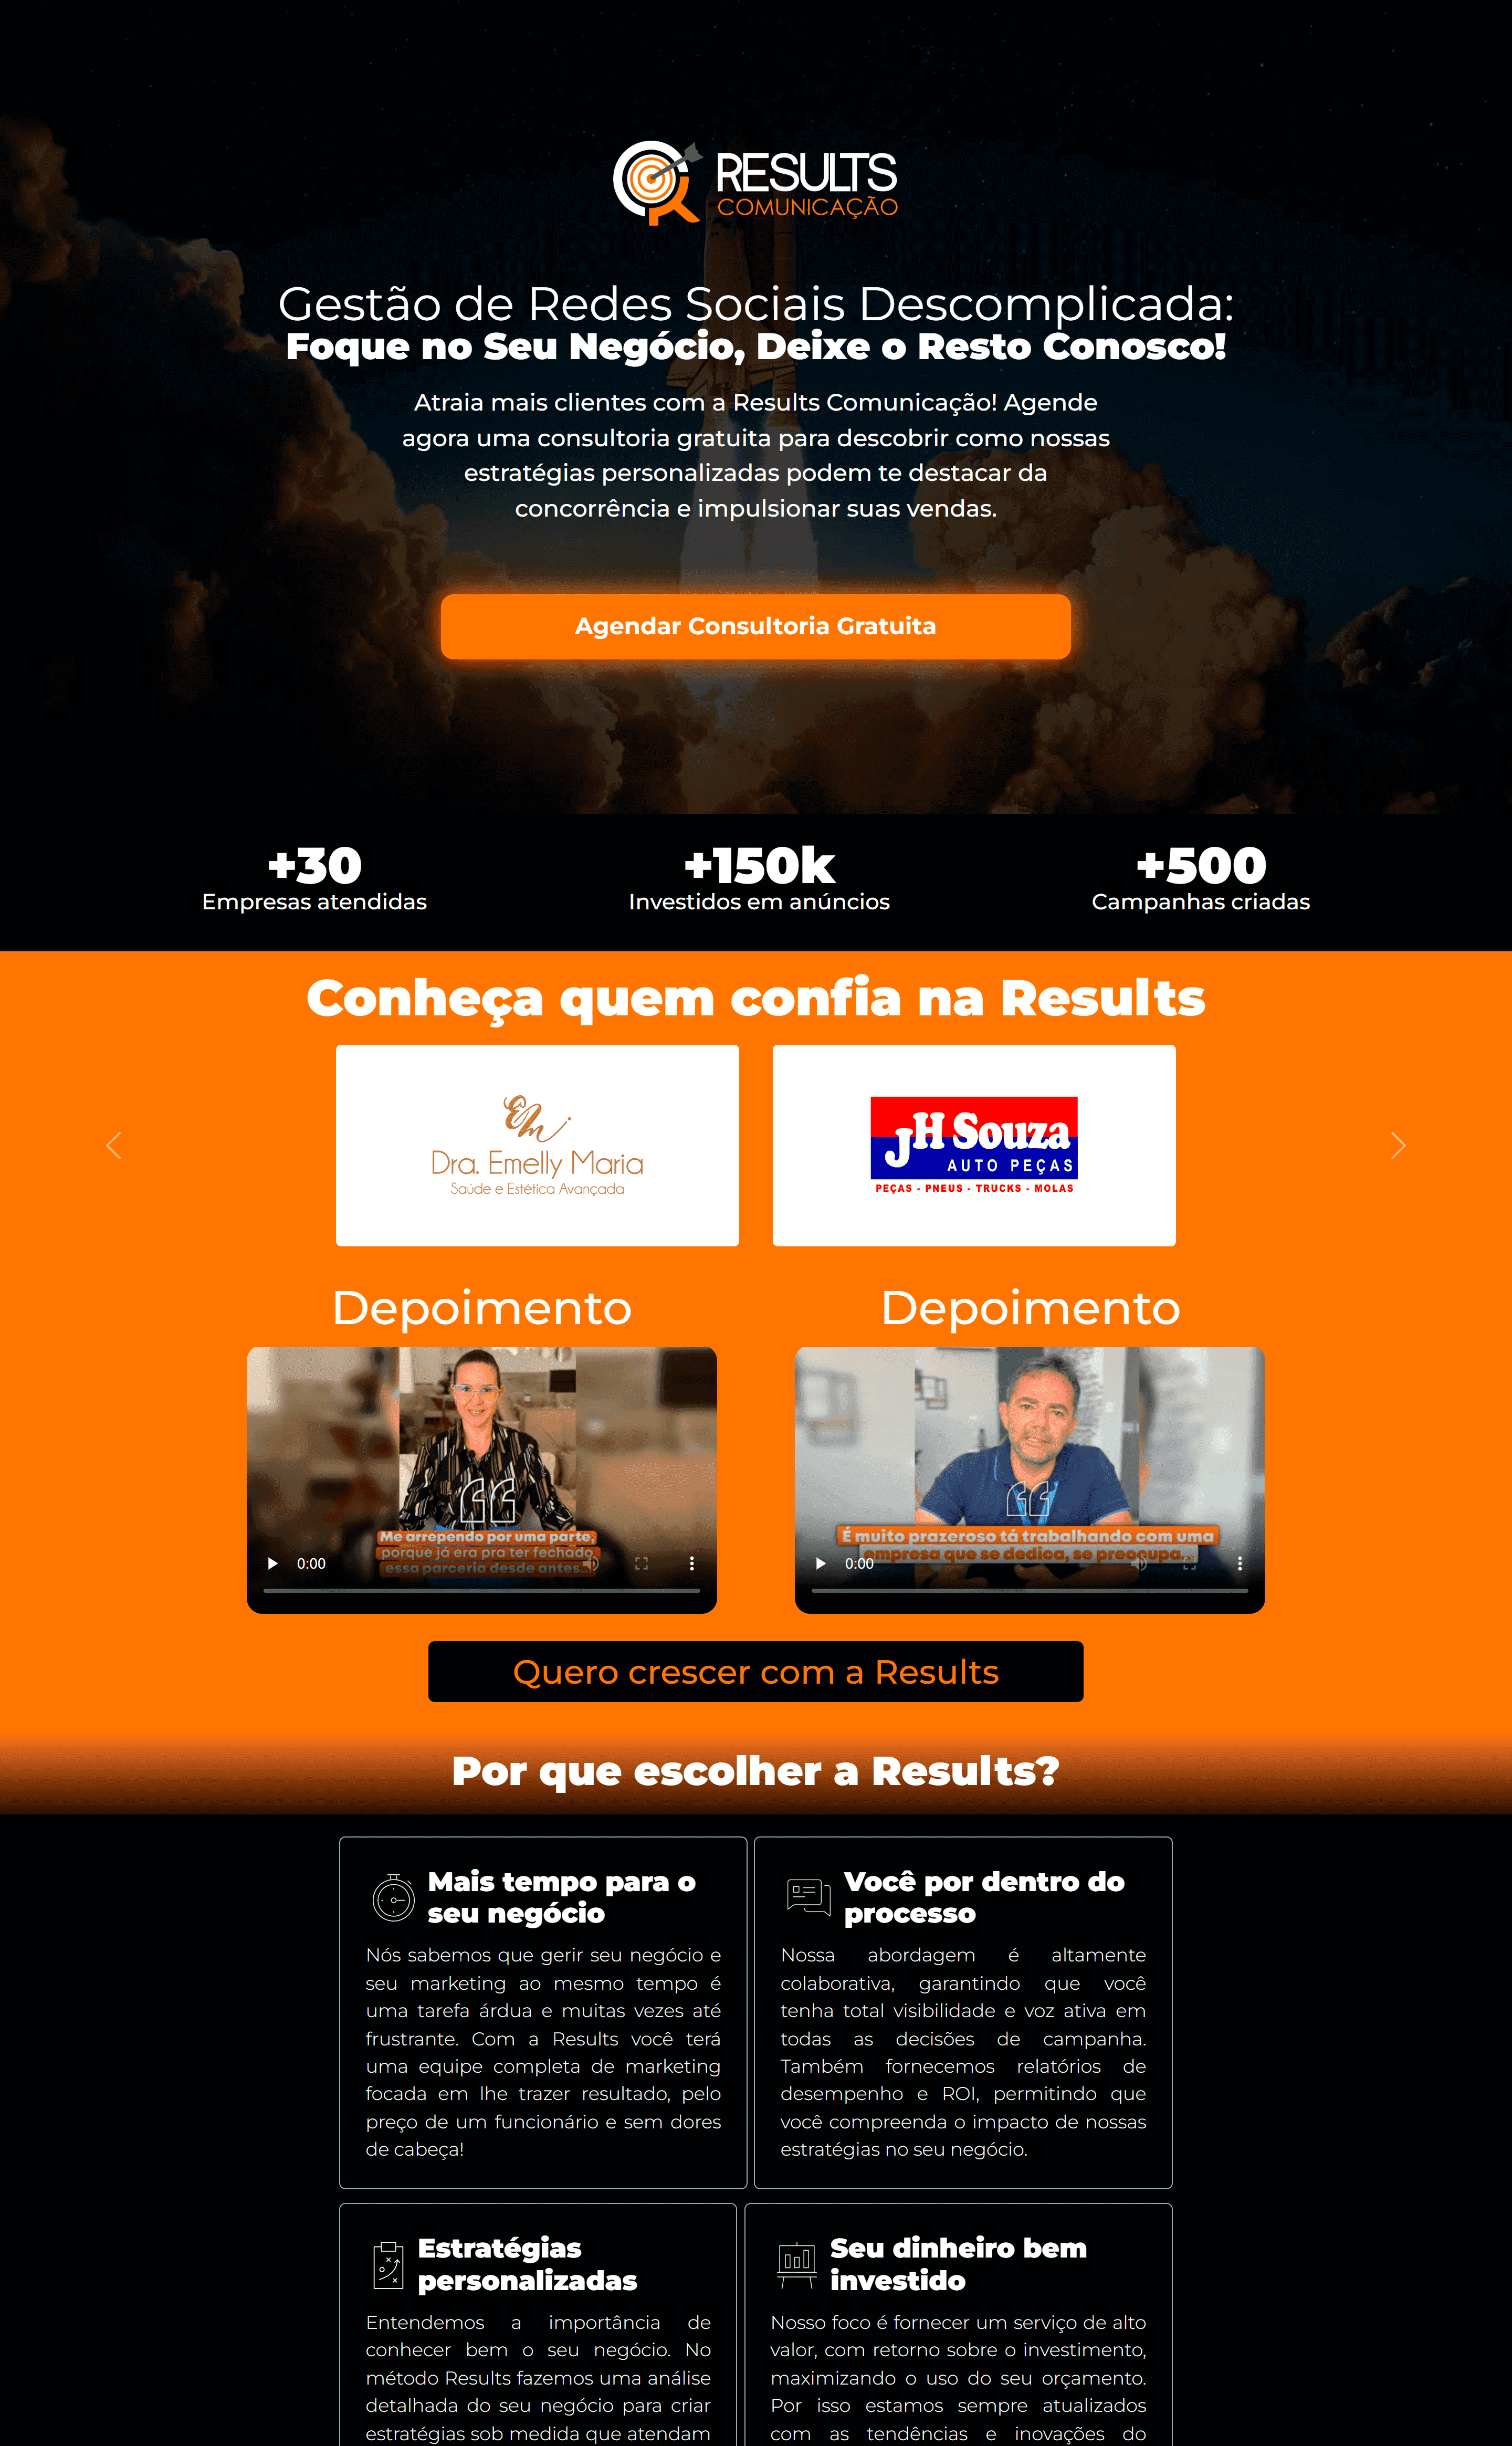 RESULTS
COMUNICAÇÃO
Gestão de Redes Sociais Descomplicada:
Foque no Seu Negócio, Deixe o Resto Conosco!
Atraia mais clientes com a Results Comunicação! Agende
agora uma consultoria gratuita para descobrir como nossas
estratégias personalizadas podem te destacar da
concorrência e impulsionar suas vendas.
Agendar Consultoria Gratuita
+30
Empresas atendidas
+150k
Investidos em anúncios
+500
Campanhas criadas
Conheça quem confia na Results
Dra. Emelly Maria
Saúde e Estética Avançada
JH Souza
AUTO PEÇAS
PEÇAS - PNEUS - TRUCKS - MOLAS
Depoimento
Me arrependo por uma parte,
porque já era pra ter fechado
essa parceria desde antes...
0:00
Depoimento
É muito prazeroso tá trabalhando com uma
empresa que se dedica, se preocupa...
0:00
Quero crescer com a Results
Por que escolher a Results?
Mais tempo para o
seu negócio
Nós sabemos que gerir seu negócio e
seu marketing ao mesmo tempo é
uma tarefa árdua e muitas vezes até
frustrante. Com a Results você terá
uma equipe completa de marketing
focada em lhe trazer resultado, pelo
preço de um funcionário e sem dores
de cabeça!
Você por dentro do
processo
Nossa abordagem é altamente
colaborativa, garantindo que você
tenha total visibilidade e voz ativa em
todas as decisões de campanha.
Também fornecemos relatórios de
desempenho e ROI, permitindo que
você compreenda o impacto de nossas
estratégias no seu negócio.
Estratégias
personalizadas
Entendemos a importância de
conhecer bem o seu negócio. No
método Results fazemos uma análise
detalhada do seu negócio para criar
estratégias sob medida que atendam
Seu dinheiro bem
investido
Nosso foco é fornecer um serviço de alto
valor, com retorno sobre o investimento,
maximizando o uso do seu orçamento.
Por isso estamos sempre atualizados
com as tendências e inovações do